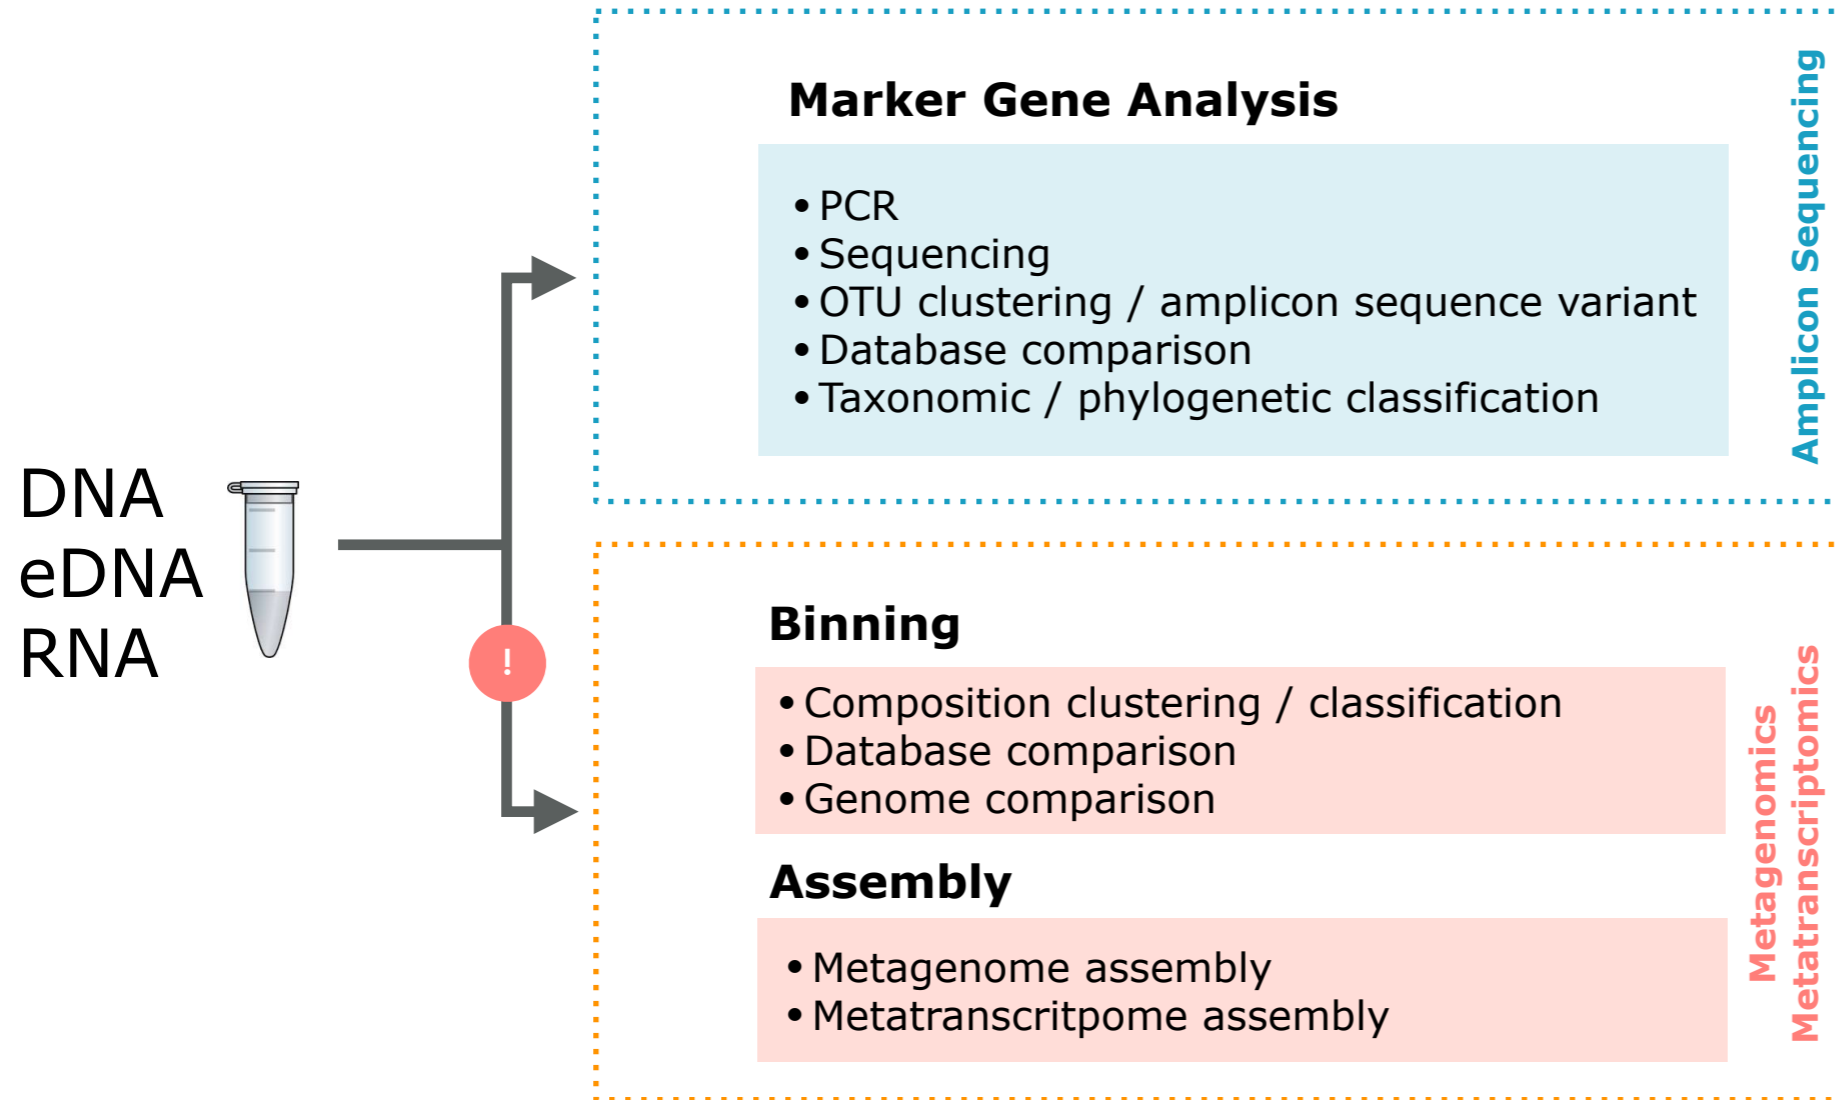 DNA
eDNA
RNA
!
Marker Gene Analysis
• PCR
• Sequencing
• OTU clustering / amplicon sequence variant
• Database comparison
• Taxonomic / phylogenetic classification
Amplicon Sequencing
Binning
• Composition clustering / classification
• Database comparison
• Genome comparison
Assembly
• Metagenome assembly
• Metatranscritpome assembly
Metagenomics
Metatranscriptomics